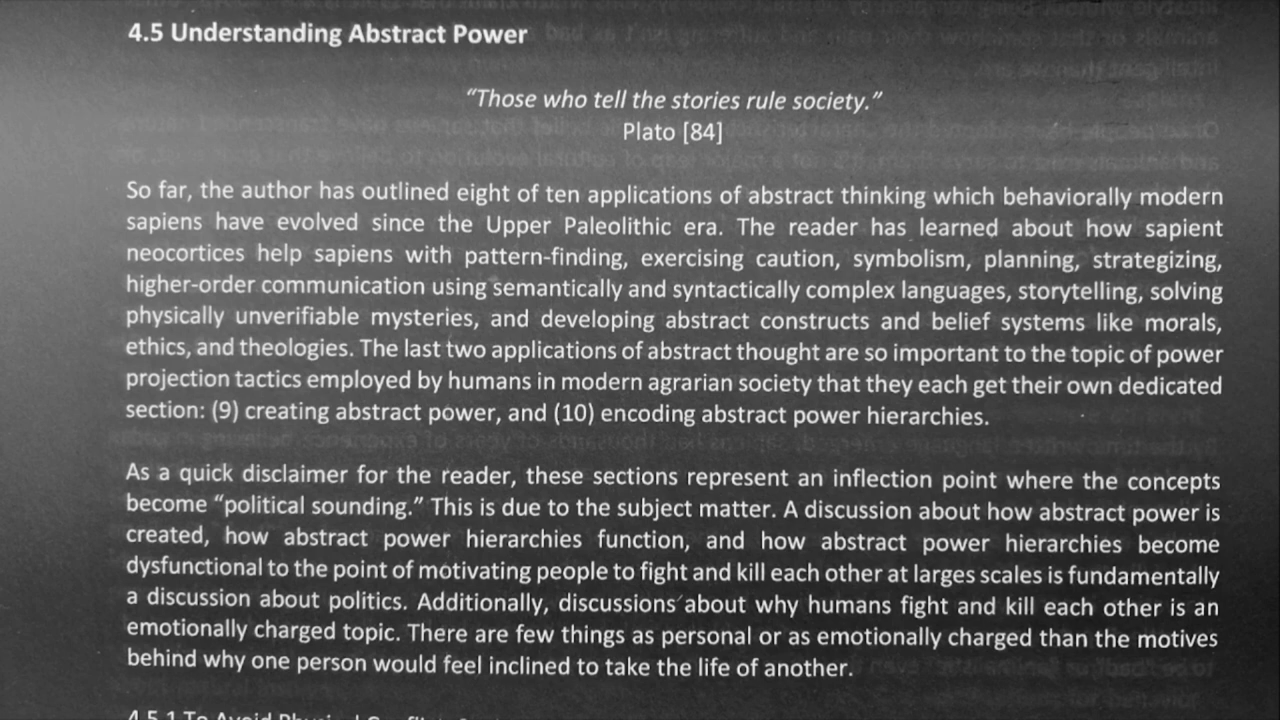 4.5 Understanding Abstract Power
“Those who tell the stories rule society.”
Plato [84]
So far, the author has outlined eight of ten applications of abstract thinking which behaviorally modern
sapiens have evolved since the Upper Paleolithic era. The reader has learned about how sapient
neocortices help sapiens with pattern-finding, exercising caution, symbolism, planning, strategizing,
higher-order communication using semantically and syntactically complex languages, storytelling, solving
physically unverifiable mysteries, and developing abstract constructs and belief systems like morals,
ethics, and theologies. The last two applications of abstract thought are so important to the topic of power
projection tactics employed by humans in modern agrarian society that they each get their own dedicated
section: (9) creating abstract power, and (10) encoding abstract power hierarchies.
As a quick disclaimer for the reader, these sections represent an inflection point where the concepts
become “political sounding.” This is due to the subject matter. A discussion about how abstract power is
created, how abstract power hierarchies function, and how abstract power hierarchies become
dysfunctional to the point of motivating people to fight and kill each other at larges scales is fundamentally
a discussion about politics. Additionally, discussions about why humans fight and kill each other is an
emotionally charged topic. There are few things as personal or as emotionally charged than the motives
behind why one person would feel inclined to take the life of another.
4.5.1 To Avoid